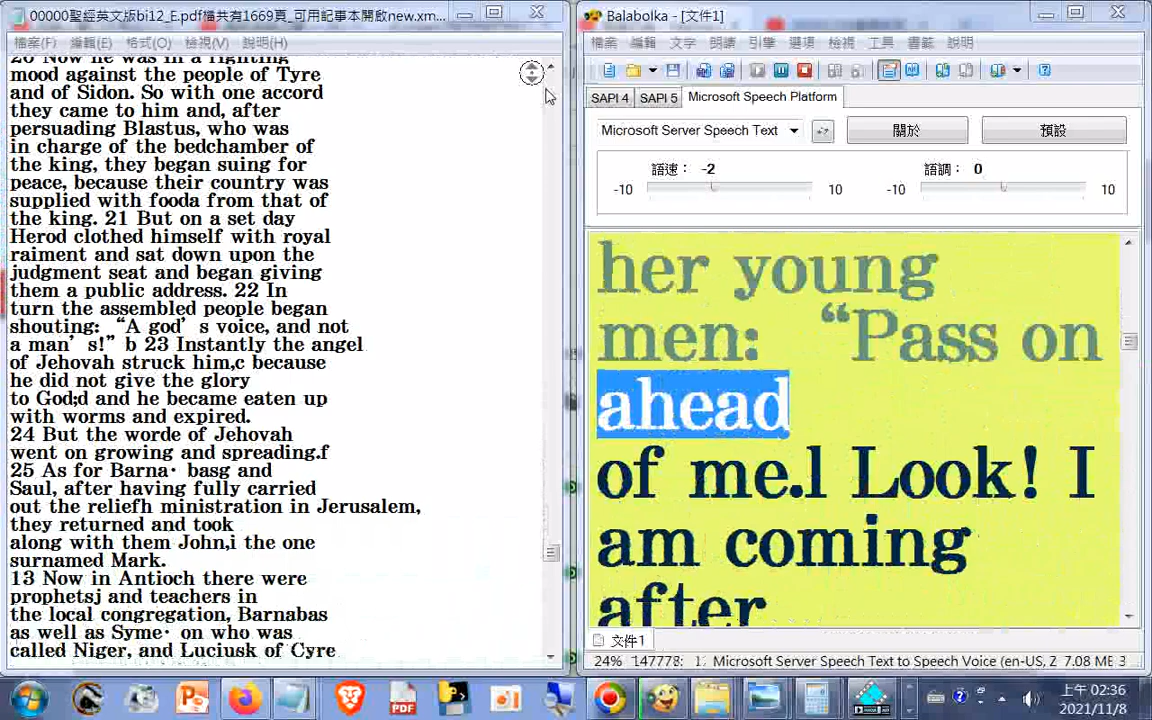 00000聖經英文版bi12_E.pdf檔共有1669頁_可用記事本開啟new.xm...
檔案(F) 編輯(E) 格式(O) 檢視(V) 說明(H)
20 Now he was in a fighting
mood against the people of Tyre
and of Sidon. So with one accord
they came to him and, after
persuading Blastus, who was
in charge of the bedchamber of
the king, they began suing for
peace, because their country was
supplied with fooda from that of
the king. 21 But on a set day
Herod clothed himself with royal
raiment and sat down upon the
judgment seat and began giving
them a public address. 22 In
turn the assembled people began
shouting: “A god’s voice, and not
a man’s!” b 23 Instantly the angel
of Jehovah struck him,c because
he did not give the glory
to God;d and he became eaten up
with worms and expired.
24 But the worde of Jehovah
went on growing and spreading.f
25 As for Barna· basg and
Saul, after having fully carried
out the reliefh ministration in Jerusalem,
they returned and took
along with them John,i the one
surnamed Mark.
13 Now in Antioch there were
prophetsj and teachers in
the local congregation, Barnabas
as well as Syme· on who was
called Niger, and Luciusk of Cyre
Balabolka - [文件1]
檔案 編輯 文字 朗讀 引擎 選項 檢視 工具 書籤 說明
SAPI 4 SAPI 5 Microsoft Speech Platform
Microsoft Server Speech Text 關於 預設
語速： -2 語調： 0
-10 10 -10 10
her young
men: “Pass on
ahead
of me.l Look! I
am coming
after
文件1
24% 147778: Microsoft Server Speech Text to Speech Voice (en-US, 2 7.08 MB 3
PDF
上午 02:36
2021/11/8